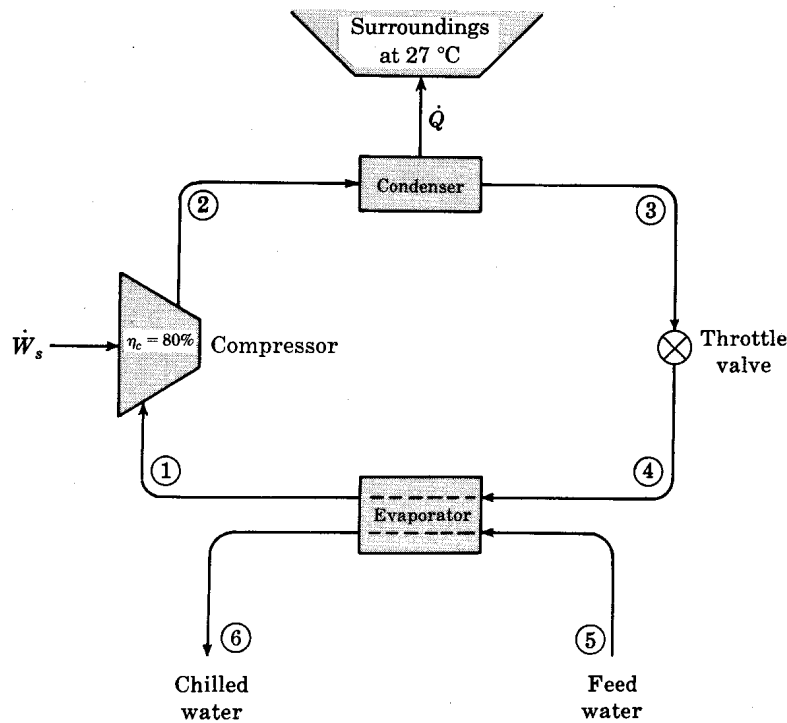 Surroundings
at 27 °C
Q̇
Condenser
②
③
Ẇₛ
η_c = 80%
Compressor
Throttle
valve
①
④
Evaporator
⑥
⑤
Chilled
water
Feed
water